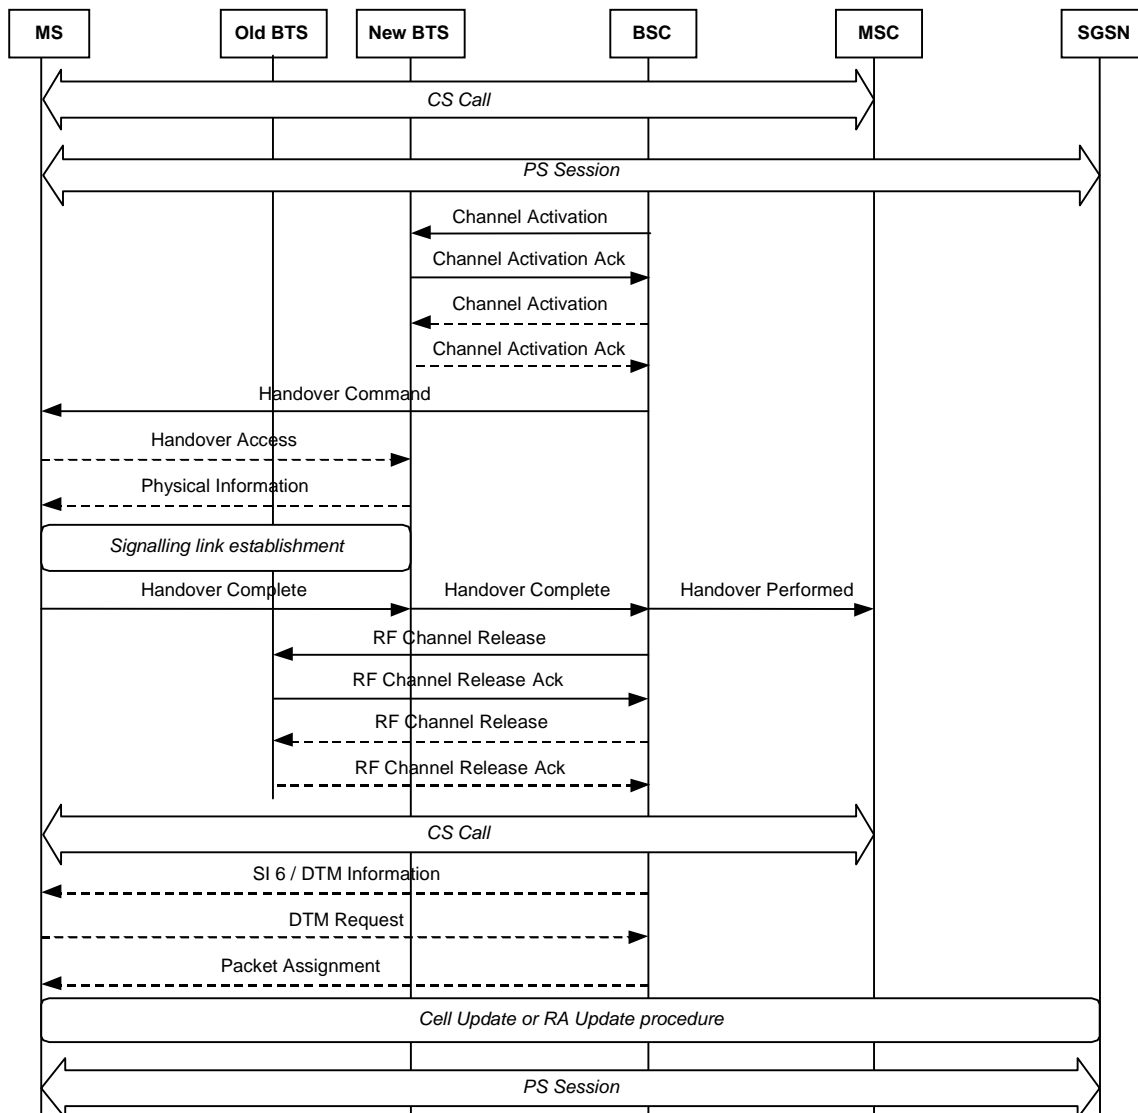 MS Old BTS New BTS BSC MSC SGSN
CS Call
PS Session
Channel Activation
Channel Activation Ack
Channel Activation
Channel Activation Ack
Handover Command
Handover Access
Physical Information
Signalling link establishment
Handover Complete Handover Complete Handover Performed
RF Channel Release
RF Channel Release Ack
RF Channel Release
RF Channel Release Ack
CS Call
SI 6 / DTM Information
DTM Request
Packet Assignment
Cell Update or RA Update procedure
PS Session